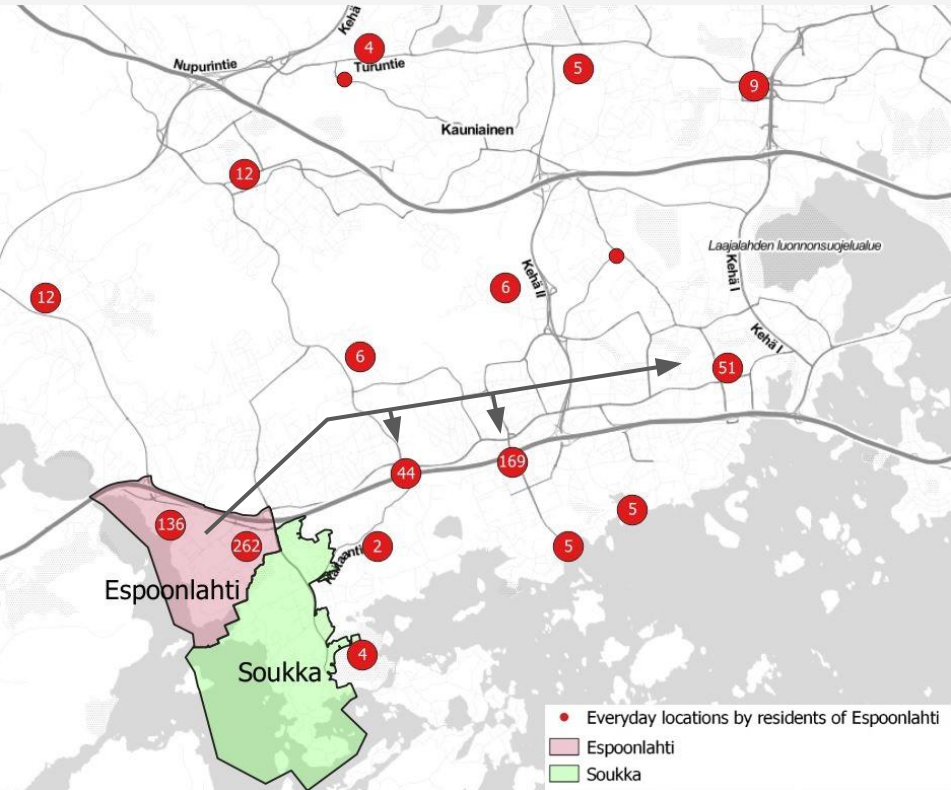 Kehä
4
Nupurintie
Turuntie
5
9
Kauniainen
12
Laajalahden luonnonsuojelualue
Kehä I
Kehä II
6
12
Kehä I
6
51
44
169
136
5
262
2
5
Espoonlahti
4
Soukka
Everyday locations by residents of Espoonlahti
Espoonlahti
Soukka